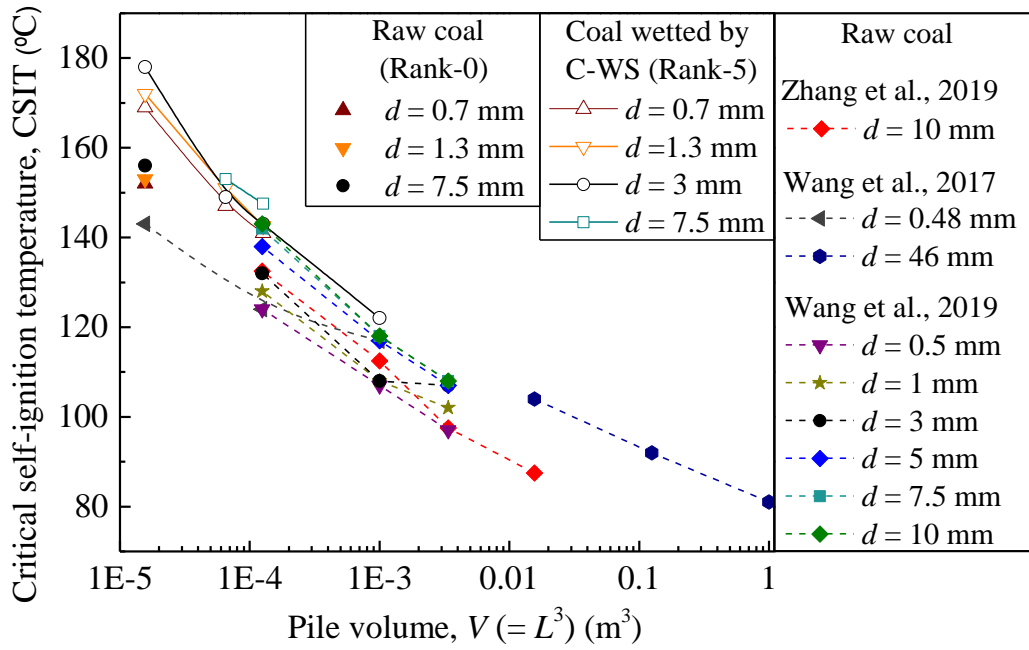 Critical self-ignition temperature, CSIT (ºC)
180
160
140
120
100
80
1E-5
1E-4
1E-3
0.01
0.1
1
Pile volume, V (= L³) (m³)
Raw coal
(Rank-0)
d = 0.7 mm
d = 1.3 mm
d = 7.5 mm
Coal wetted by
C-WS (Rank-5)
d = 0.7 mm
d =1.3 mm
d = 3 mm
d = 7.5 mm
Raw coal
Zhang et al., 2019
d = 10 mm
Wang et al., 2017
d = 0.48 mm
d = 46 mm
Wang et al., 2019
d = 0.5 mm
d = 1 mm
d = 3 mm
d = 5 mm
d = 7.5 mm
d = 10 mm